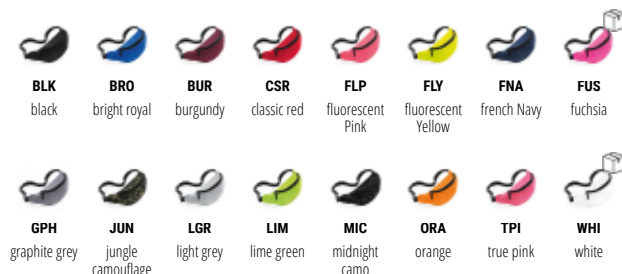 BLK BRO BUR CSR FLP FLY FNA FUS
black bright royal burgundy classic red fluorescent fluorescent french Navy fuchsia
Pink Yellow
GPH JUN LGR LIM MIC ORA TPI WHI
graphite grey jungle light grey lime green midnight orange true pink white
camouflage camo